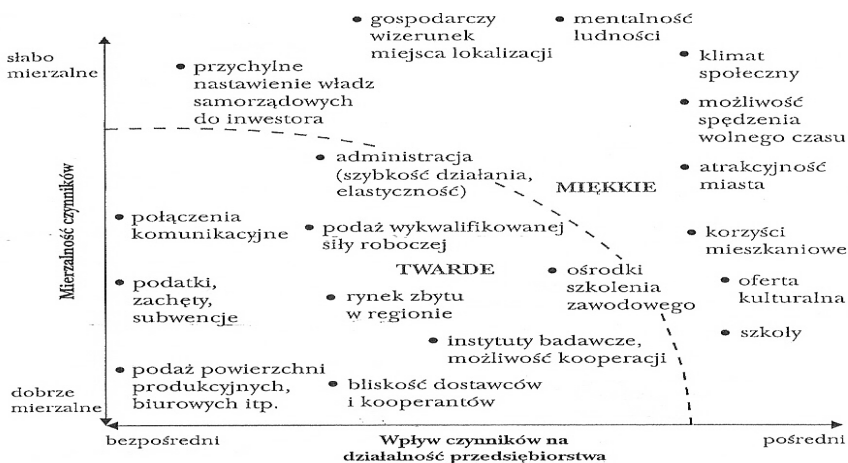 • gospodarczy
wizerunek
miejsca lokalizacji
• mentalność
ludności
słabo
mierzalne
• przychylne
nastawienie władz
samorządowych
do inwestora
• klimat
społeczny
• możliwość
spędzenia
wolnego czasu
• administracja
(szybkość działania,
elastyczność)
MIĘKKIE
• atrakcyjność
miasta
Mierzalność czynników
• połączenia
komunikacyjne
• podaż wykwalifikowanej
siły roboczej
• korzyści
mieszkaniowe
TWARDE
• podatki,
zachęty,
subwencje
• rynek zbytu
w regionie
• ośrodki
szkolenia
zawodowego
• oferta
kulturalna
• instytuty badawcze,
możliwość kooperacji
• szkoły
dobrze
mierzalne
• podaż powierzchni
produkcyjnych,
biurowych itp.
• bliskość dostawców
i kooperantów
bezpośredni
Wpływ czynników na
działalność przedsiębiorstwa
pośredni